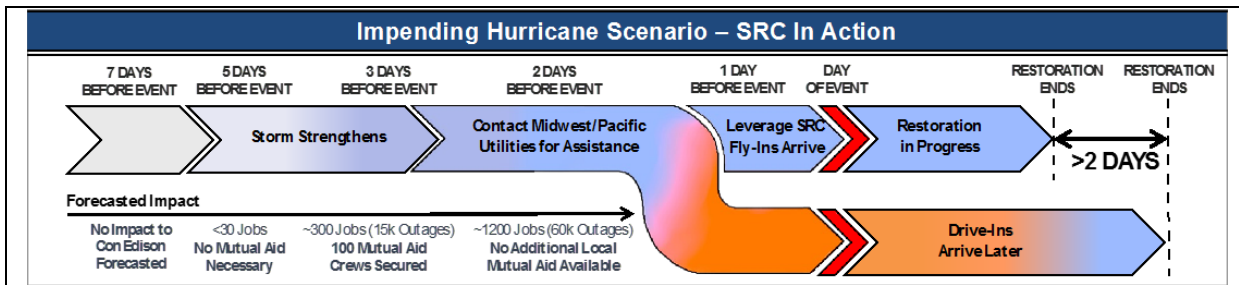 Impending Hurricane Scenario – SRC In Action
7 DAYS
BEFORE EVENT
5 DAYS
BEFORE EVENT
3 DAYS
BEFORE EVENT
2 DAYS
BEFORE EVENT
1 DAY
BEFORE EVENT
DAY
OF EVENT
RESTORATION
ENDS
RESTORATION
ENDS
Storm Strengthens
Contact Midwest/Pacific
Utilities for Assistance
Leverage SRC
Fly-Ins Arrive
Restoration
in Progress
>2 DAYS
Forecasted Impact
No Impact to
Con Edison
Forecasted
<30 Jobs
No Mutual Aid
Necessary
~300 Jobs (15k Outages)
100 Mutual Aid
Crews Secured
~1200 Jobs (60k Outages)
No Additional Local
Mutual Aid Available
Drive-Ins
Arrive Later